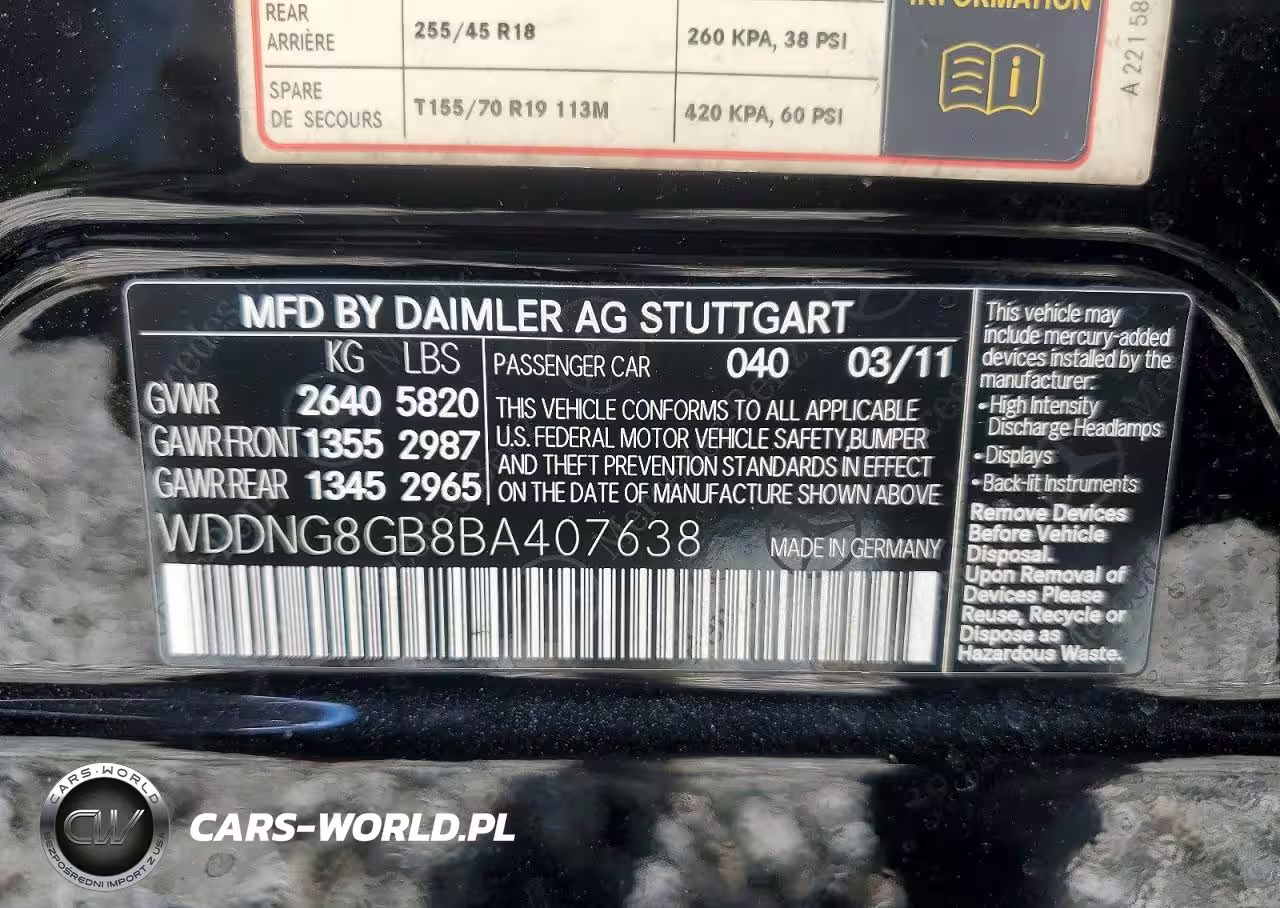 INFORMATION
REAR
ARRIÈRE
255/45 R18
260 KPA, 38 PSI
SPARE
DE SECOURS
T155/70 R19 113M
420 KPA, 60 PSI
A 221 58
MFD BY DAIMLER AG STUTTGART
KG LBS
GVWR 2640 5820
GAWR FRONT 1355 2987
GAWR REAR 1345 2965
PASSENGER CAR 040 03/11
THIS VEHICLE CONFORMS TO ALL APPLICABLE
U.S. FEDERAL MOTOR VEHICLE SAFETY,BUMPER
AND THEFT PREVENTION STANDARDS IN EFFECT
ON THE DATE OF MANUFACTURE SHOWN ABOVE
WDDNG8GB8BA407638
MADE IN GERMANY
This vehicle may
include mercury-added
devices installed by the
manufacturer:
•High Intensity
Discharge Headlamps
•Displays
•Back-lit Instruments
Remove Devices
Before Vehicle
Disposal.
Upon Removal of
Devices Please
Reuse, Recycle or
Dispose as
Hazardous Waste.
CARS-WORLD
CW
BEZPOŚREDNI IMPORT Z USA
CARS-WORLD.PL